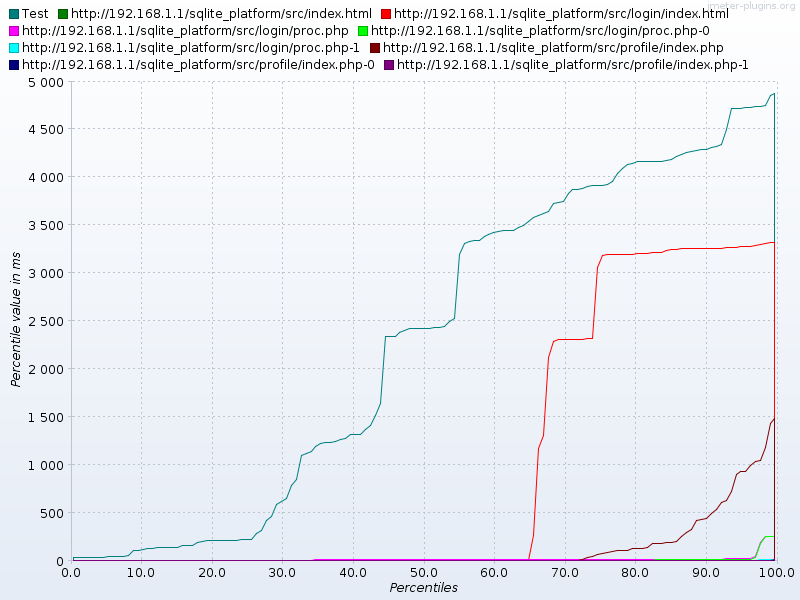 jmeter-plugins.org
Test http://192.168.1.1/sqlite_platform/src/index.html http://192.168.1.1/sqlite_platform/src/login/index.html
http://192.168.1.1/sqlite_platform/src/login/proc.php http://192.168.1.1/sqlite_platform/src/login/proc.php-0
http://192.168.1.1/sqlite_platform/src/login/proc.php-1 http://192.168.1.1/sqlite_platform/src/profile/index.php
http://192.168.1.1/sqlite_platform/src/profile/index.php-0 http://192.168.1.1/sqlite_platform/src/profile/index.php-1
5 000
4 500
4 000
3 500
3 000
2 500
2 000
1 500
1 000
500
0
Percentile value in ms
0.0 10.0 20.0 30.0 40.0 50.0 60.0 70.0 80.0 90.0 100.0
Percentiles